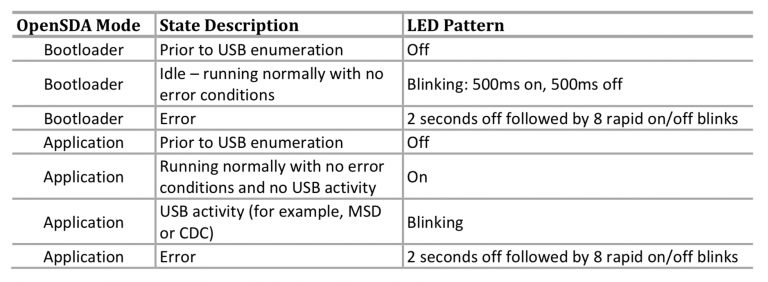 OpenSDA Mode State Description LED Pattern
Bootloader Prior to USB enumeration Off
Bootloader Idle – running normally with no error conditions Blinking: 500ms on, 500ms off
Bootloader Error 2 seconds off followed by 8 rapid on/off blinks
Application Prior to USB enumeration Off
Application Running normally with no error conditions and no USB activity On
Application USB activity (for example, MSD or CDC) Blinking
Application Error 2 seconds off followed by 8 rapid on/off blinks